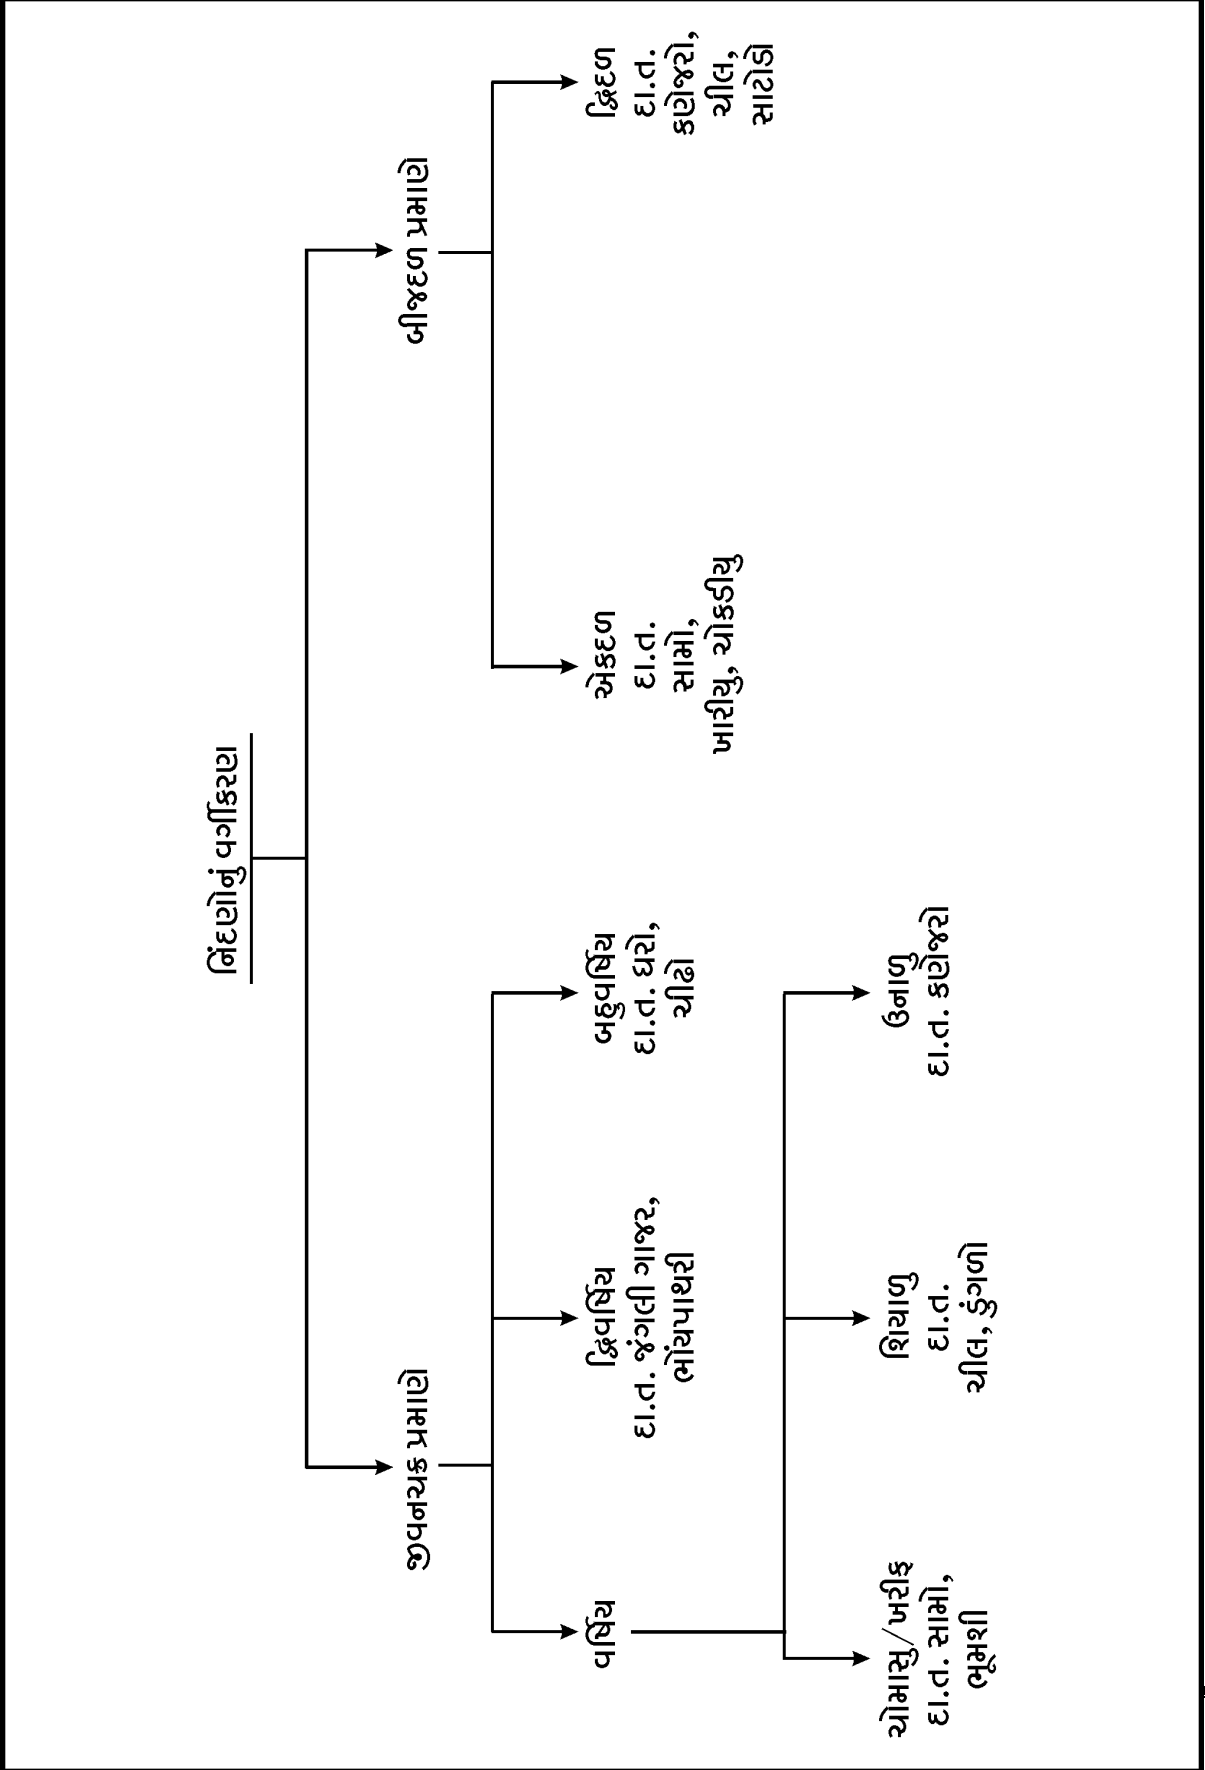 નિંદણોનું વર્ગીકરણ
જીવનચક્ર પ્રમાણે
બીજદળ પ્રમાણે
વર્ષિય
દ્વિવર્ષિય
દા.ત. જંગલી ગાજર,
ભોંયપાથરી
બહુવર્ષિય
દા.ત. ધરો,
ચીઢો
એકદળ
દા.ત.
સામો,
ખારીયુ, ચોકડીયુ
દ્વિદળ
દા.ત.
કણેજરો,
ચીલ,
સાટોડો
ચોમાસુ/ખરીફ
દા.ત. સામો,
ભૂમશી
શિયાળુ
દા.ત.
ચીલ, ડુંગળો
ઉનાળુ
દા.ત. કણેજરો